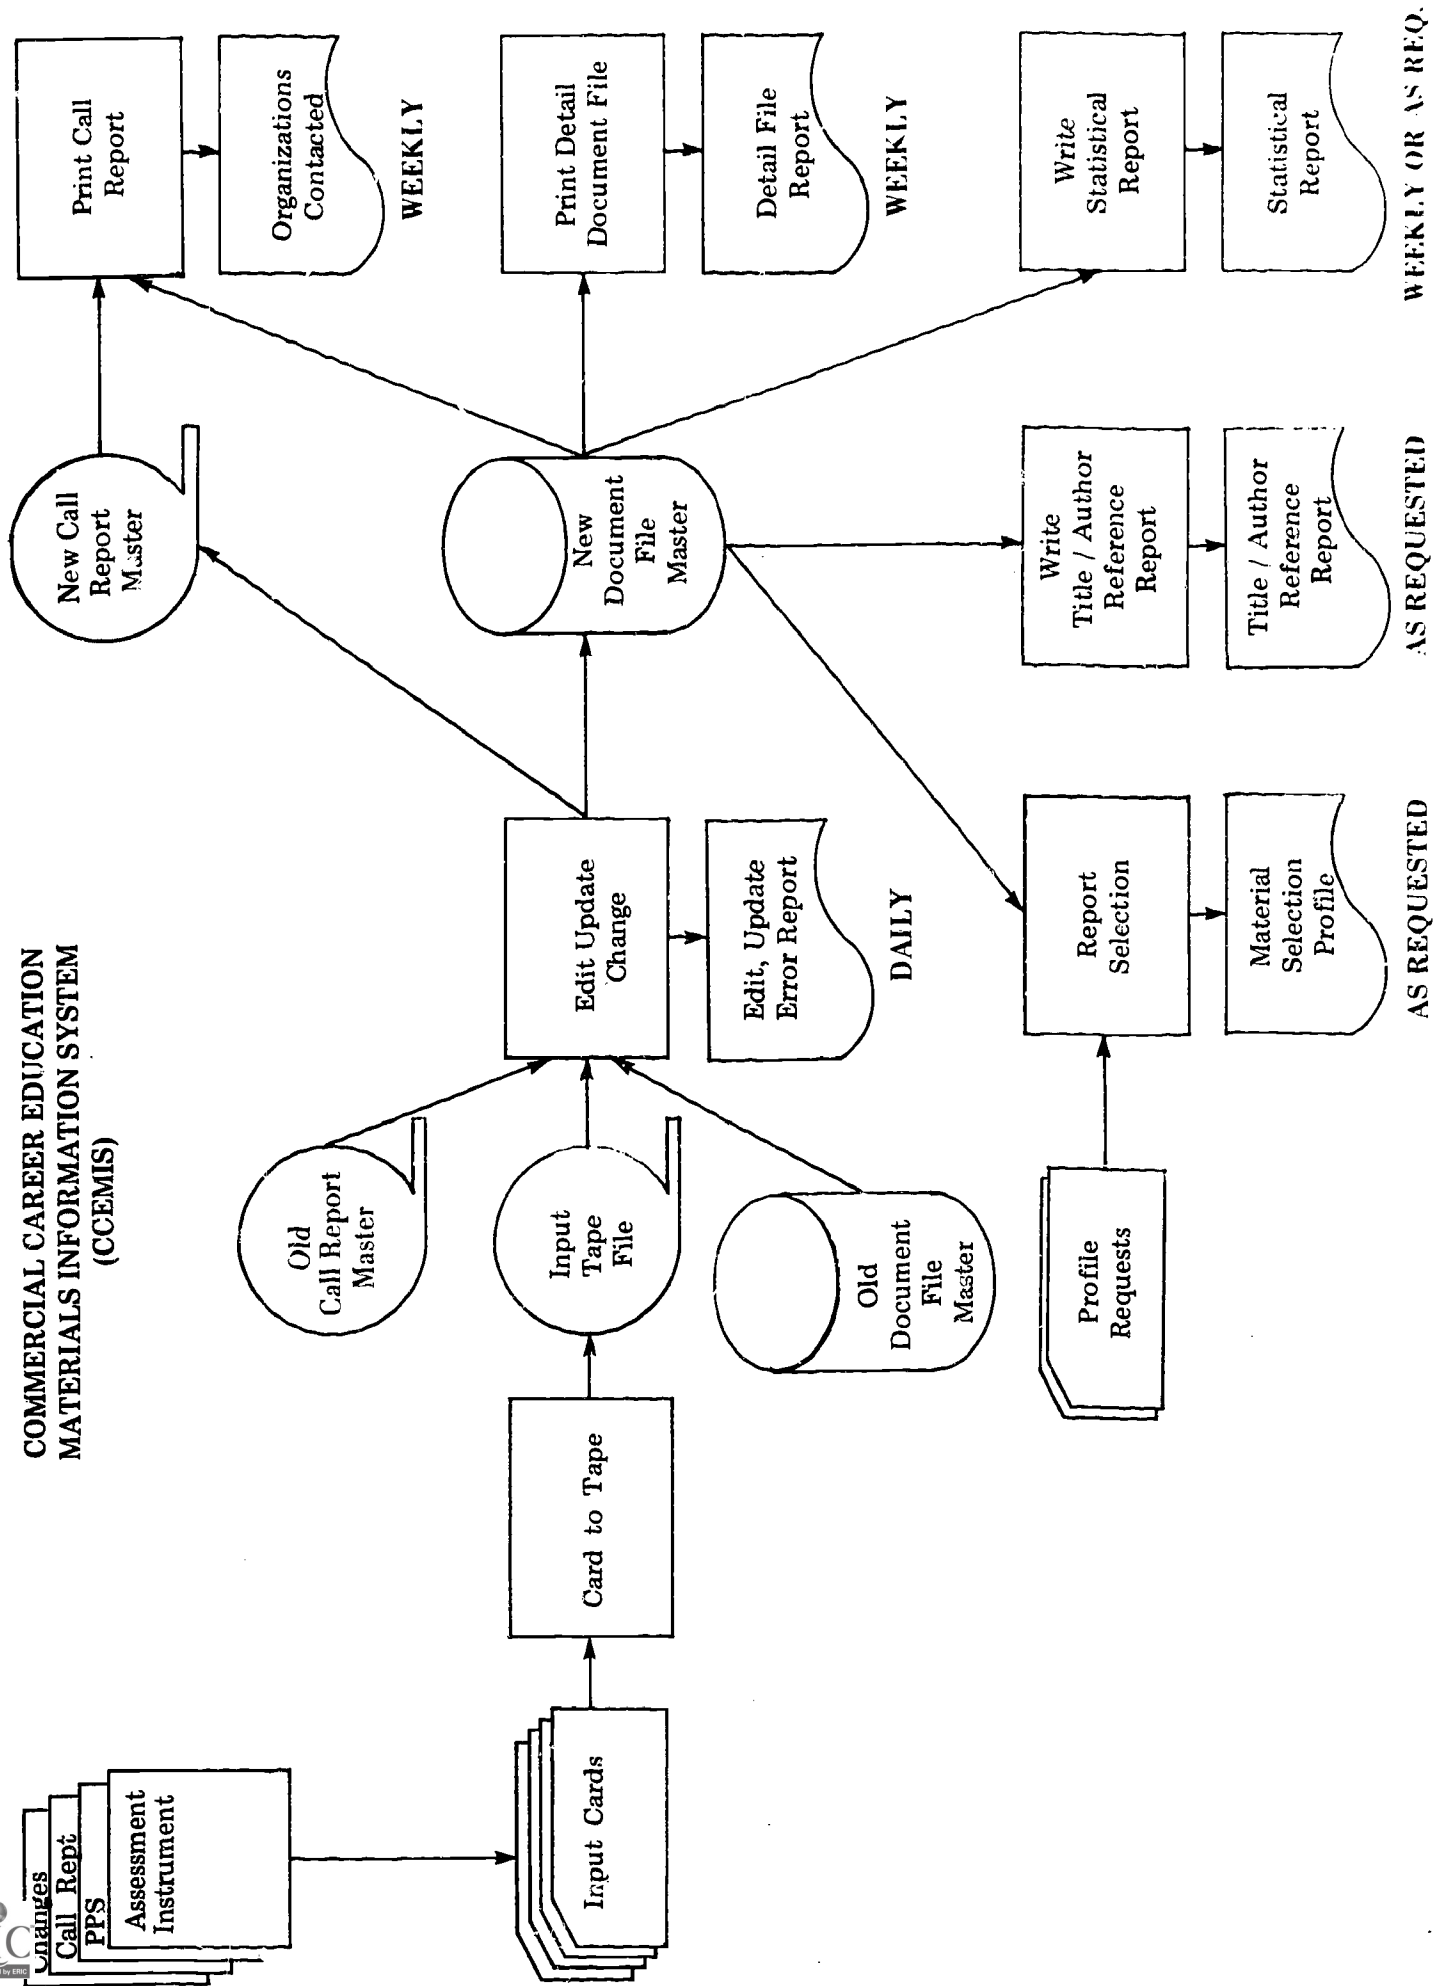 COMMERCIAL CAREER EDUCATION
MATERIALS INFORMATION SYSTEM
(CCEMIS)
Changes
Call Rept
PPS
Assessment
Instrument
Input Cards
Card to Tape
Old
Call Report
Master
Input
Tape
File
Old
Document
File
Master
Edit Update
Change
Edit, Update
Error Report
DAILY
New Call
Report
Master
New
Document
File
Master
Print Call
Report
Organizations
Contacted
WEEKLY
Print Detail
Document File
Detail File
Report
WEEKLY
Profile
Requests
Report
Selection
Material
Selection
Profile
AS REQUESTED
Write
Title / Author
Reference
Report
Title / Author
Reference
Report
AS REQUESTED
Write
Statistical
Report
Statistical
Report
WEEKLY OR AS REQ.
by ERIC